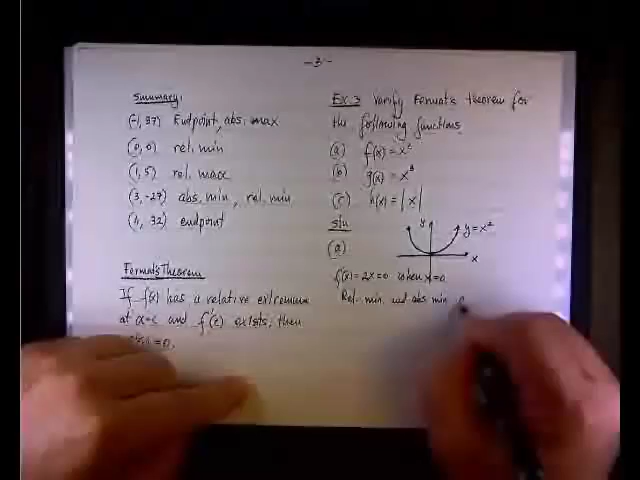 -3-
Summary:
(-1, 37) Endpoint, abs. max
(0, 0) rel. min
(1, 5) rel. max
(3, -27) abs. min, rel. min
(4, 32) endpoint
Fermat's Theorem
If f(x) has a relative extremum
at x=c and f'(c) exists, then
= 0.
Ex. 3 Verify Fermat's theorem for
the following functions.
(a) f(x) = x²
(b) g(x) = x³
(c) h(x) = |x|
soln
(a)
y
y = x²
x
f'(x) = 2x = 0 when x = 0
Rel. min and abs. min